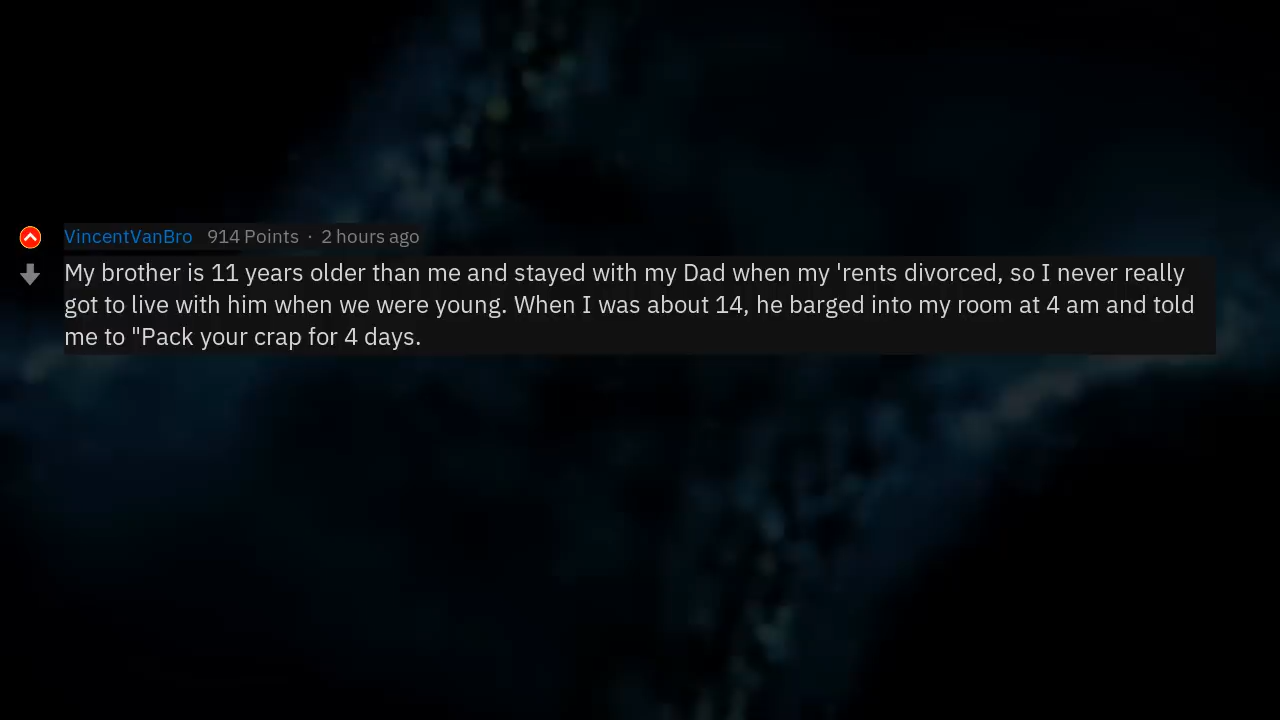 VincentVanBro 914 Points · 2 hours ago
My brother is 11 years older than me and stayed with my Dad when my 'rents divorced, so I never really
got to live with him when we were young. When I was about 14, he barged into my room at 4 am and told
me to "Pack your crap for 4 days.